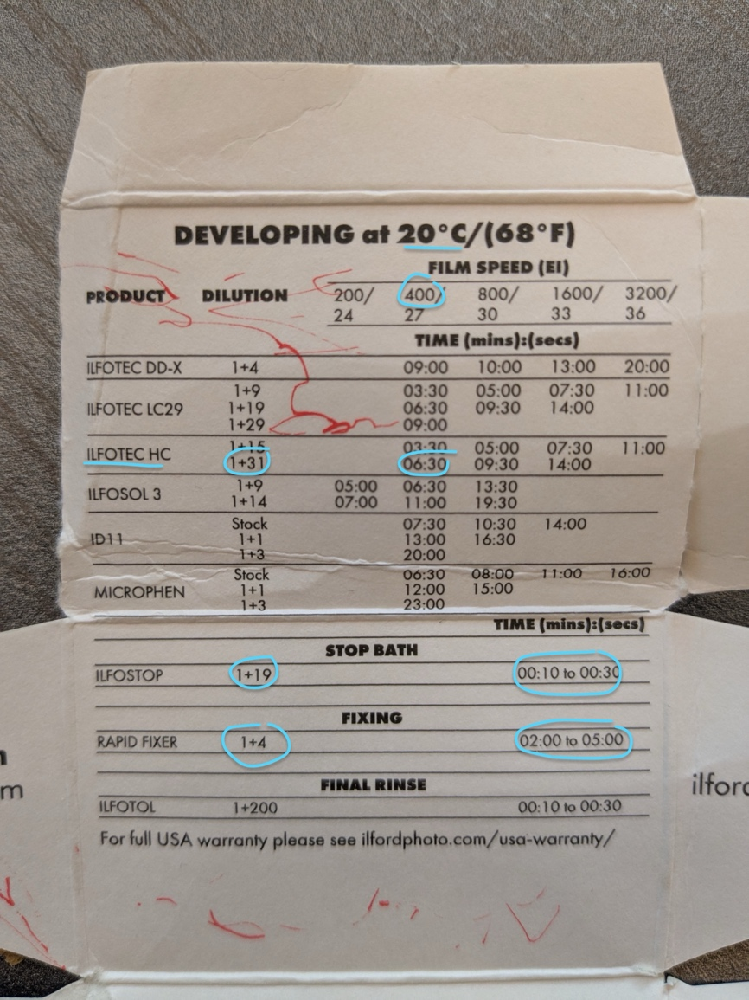 DEVELOPING at 20°C/(68°F)
FILM SPEED (EI)
PRODUCT DILUTION 200/ 400/ 800/ 1600/ 3200/
24 27 30 33 36
TIME (mins):(secs)
ILFOTEC DD-X 1+4 09:00 10:00 13:00 20:00
1+9 03:30 05:00 07:30 11:00
ILFOTEC LC29 1+19 06:30 09:30 14:00
1+29 09:00
ILFOTEC HC 1+15 03:30 05:00 07:30 11:00
1+31 06:30 09:30 14:00
ILFOSOL 3 1+9 05:00 06:30 13:30
1+14 07:00 11:00 19:30
Stock 07:30 10:30 14:00
ID11 1+1 13:00 16:30
1+3 20:00
Stock 06:30 08:00 11:00 16:00
MICROPHEN 1+1 12:00 15:00
1+3 23:00
TIME (mins):(secs)
STOP BATH
ILFOSTOP 1+19 00:10 to 00:30
FIXING
RAPID FIXER 1+4 02:00 to 05:00
FINAL RINSE
ILFOTOL 1+200 00:10 to 00:30
For full USA warranty please see ilfordphoto.com/usa-warranty/